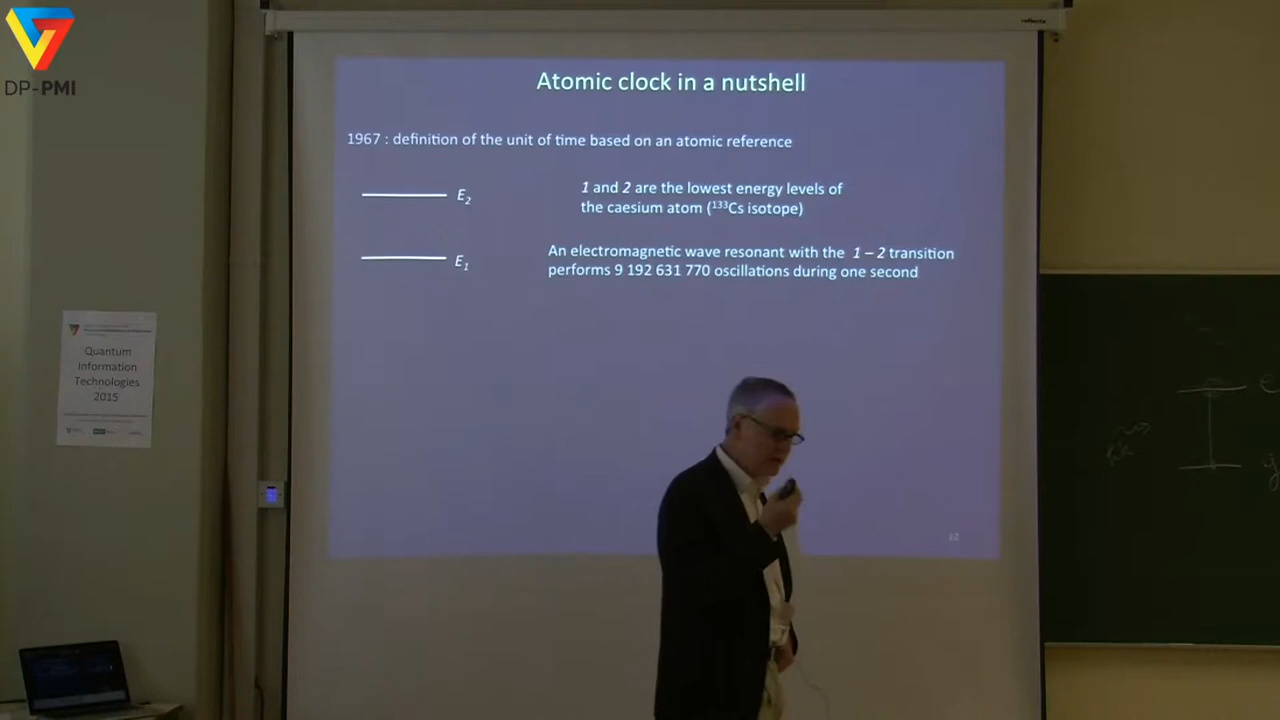 DP-PMI
reflecta
Atomic clock in a nutshell
1967 : definition of the unit of time based on an atomic reference
E2
1 and 2 are the lowest energy levels of
the caesium atom (133Cs isotope)
E1
An electromagnetic wave resonant with the 1 – 2 transition
performs 9 192 631 770 oscillations during one second
12
Quantum
Information
Technologies
2015